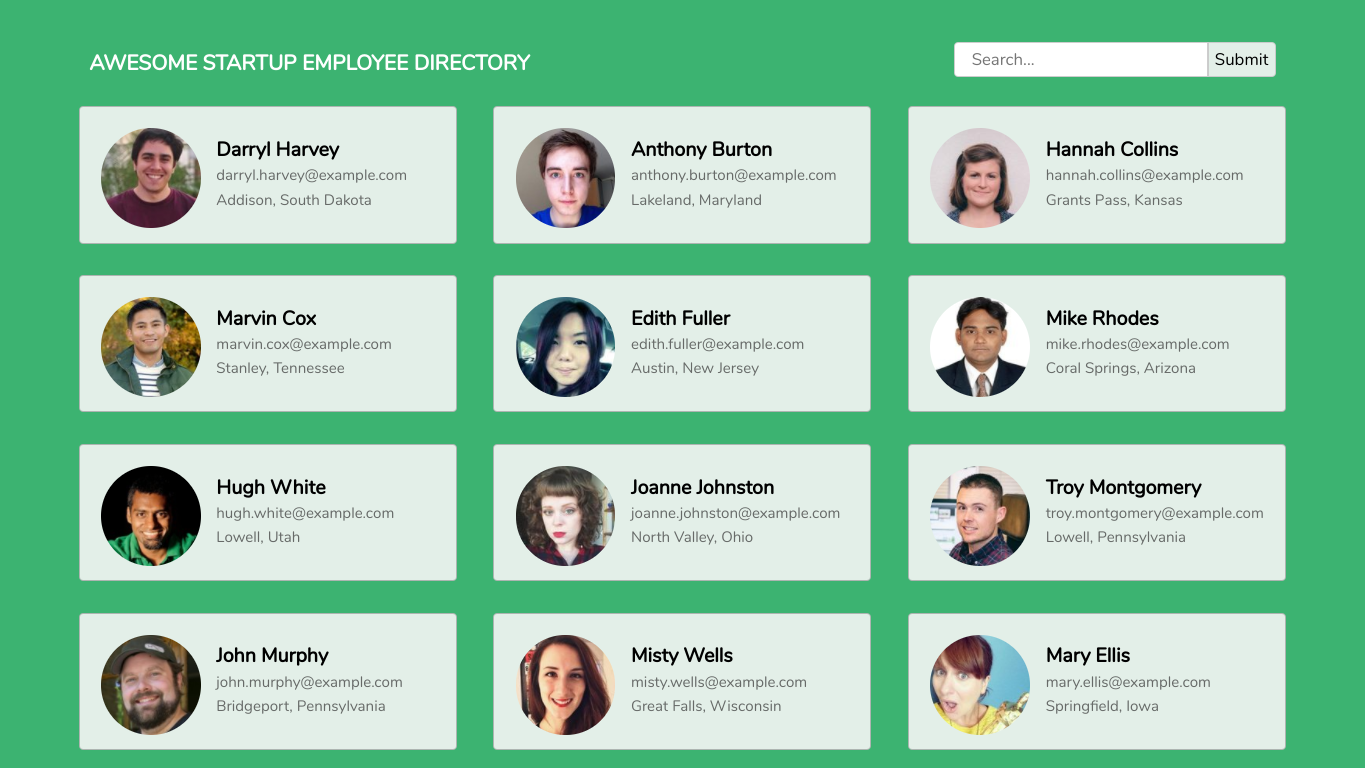 AWESOME STARTUP EMPLOYEE DIRECTORY
Search...
Submit
Darryl Harvey
darryl.harvey@example.com
Addison, South Dakota
Anthony Burton
anthony.burton@example.com
Lakeland, Maryland
Hannah Collins
hannah.collins@example.com
Grants Pass, Kansas
Marvin Cox
marvin.cox@example.com
Stanley, Tennessee
Edith Fuller
edith.fuller@example.com
Austin, New Jersey
Mike Rhodes
mike.rhodes@example.com
Coral Springs, Arizona
Hugh White
hugh.white@example.com
Lowell, Utah
Joanne Johnston
joanne.johnston@example.com
North Valley, Ohio
Troy Montgomery
troy.montgomery@example.com
Lowell, Pennsylvania
John Murphy
john.murphy@example.com
Bridgeport, Pennsylvania
Misty Wells
misty.wells@example.com
Great Falls, Wisconsin
Mary Ellis
mary.ellis@example.com
Springfield, Iowa